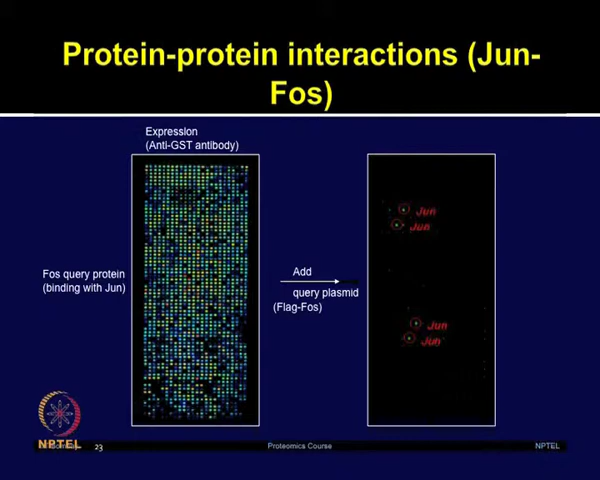 Protein-protein interactions (Jun-
Fos)
Expression
(Anti-GST antibody)
Jun
Jun
Fos query protein
(binding with Jun)
Add
query plasmid
(Flag-Fos)
Jun
Jun
NPTEL
23
Proteomics Course
NPTEL